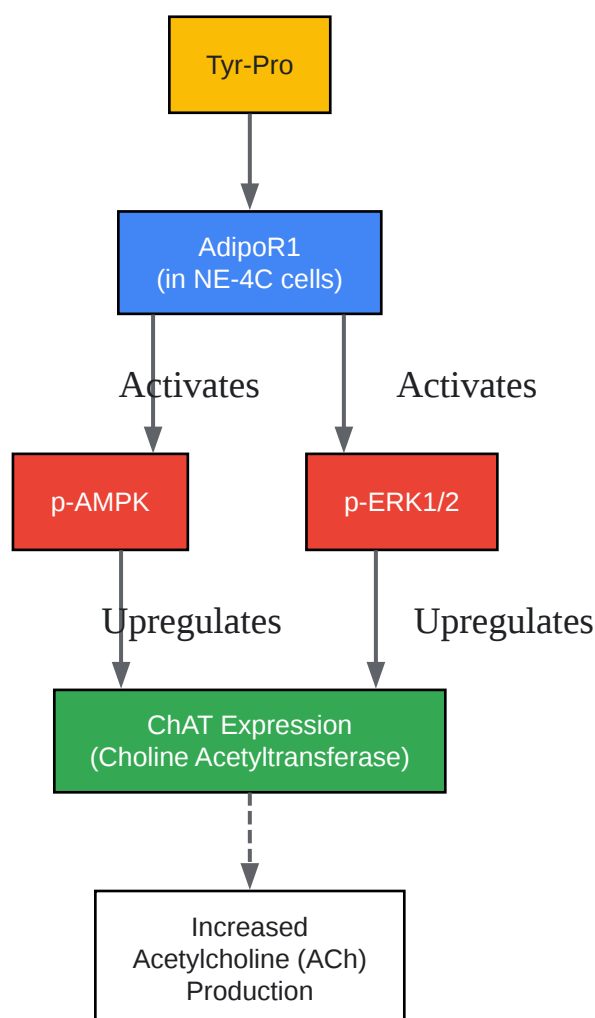 Tyr-Pro
AdipoR1
(in NE-4C cells)
Activates
Activates
p-AMPK
p-ERK1/2
Upregulates
Upregulates
ChAT Expression
(Choline Acetyltransferase)
Increased
Acetylcholine (ACh)
Production